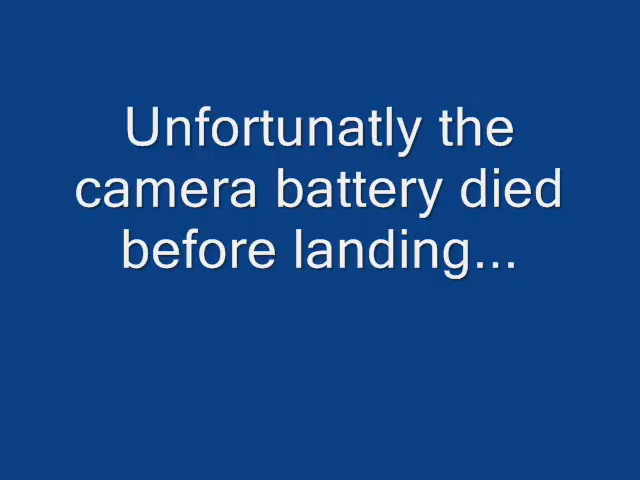 Unfortunatly the
camera battery died
before landing...